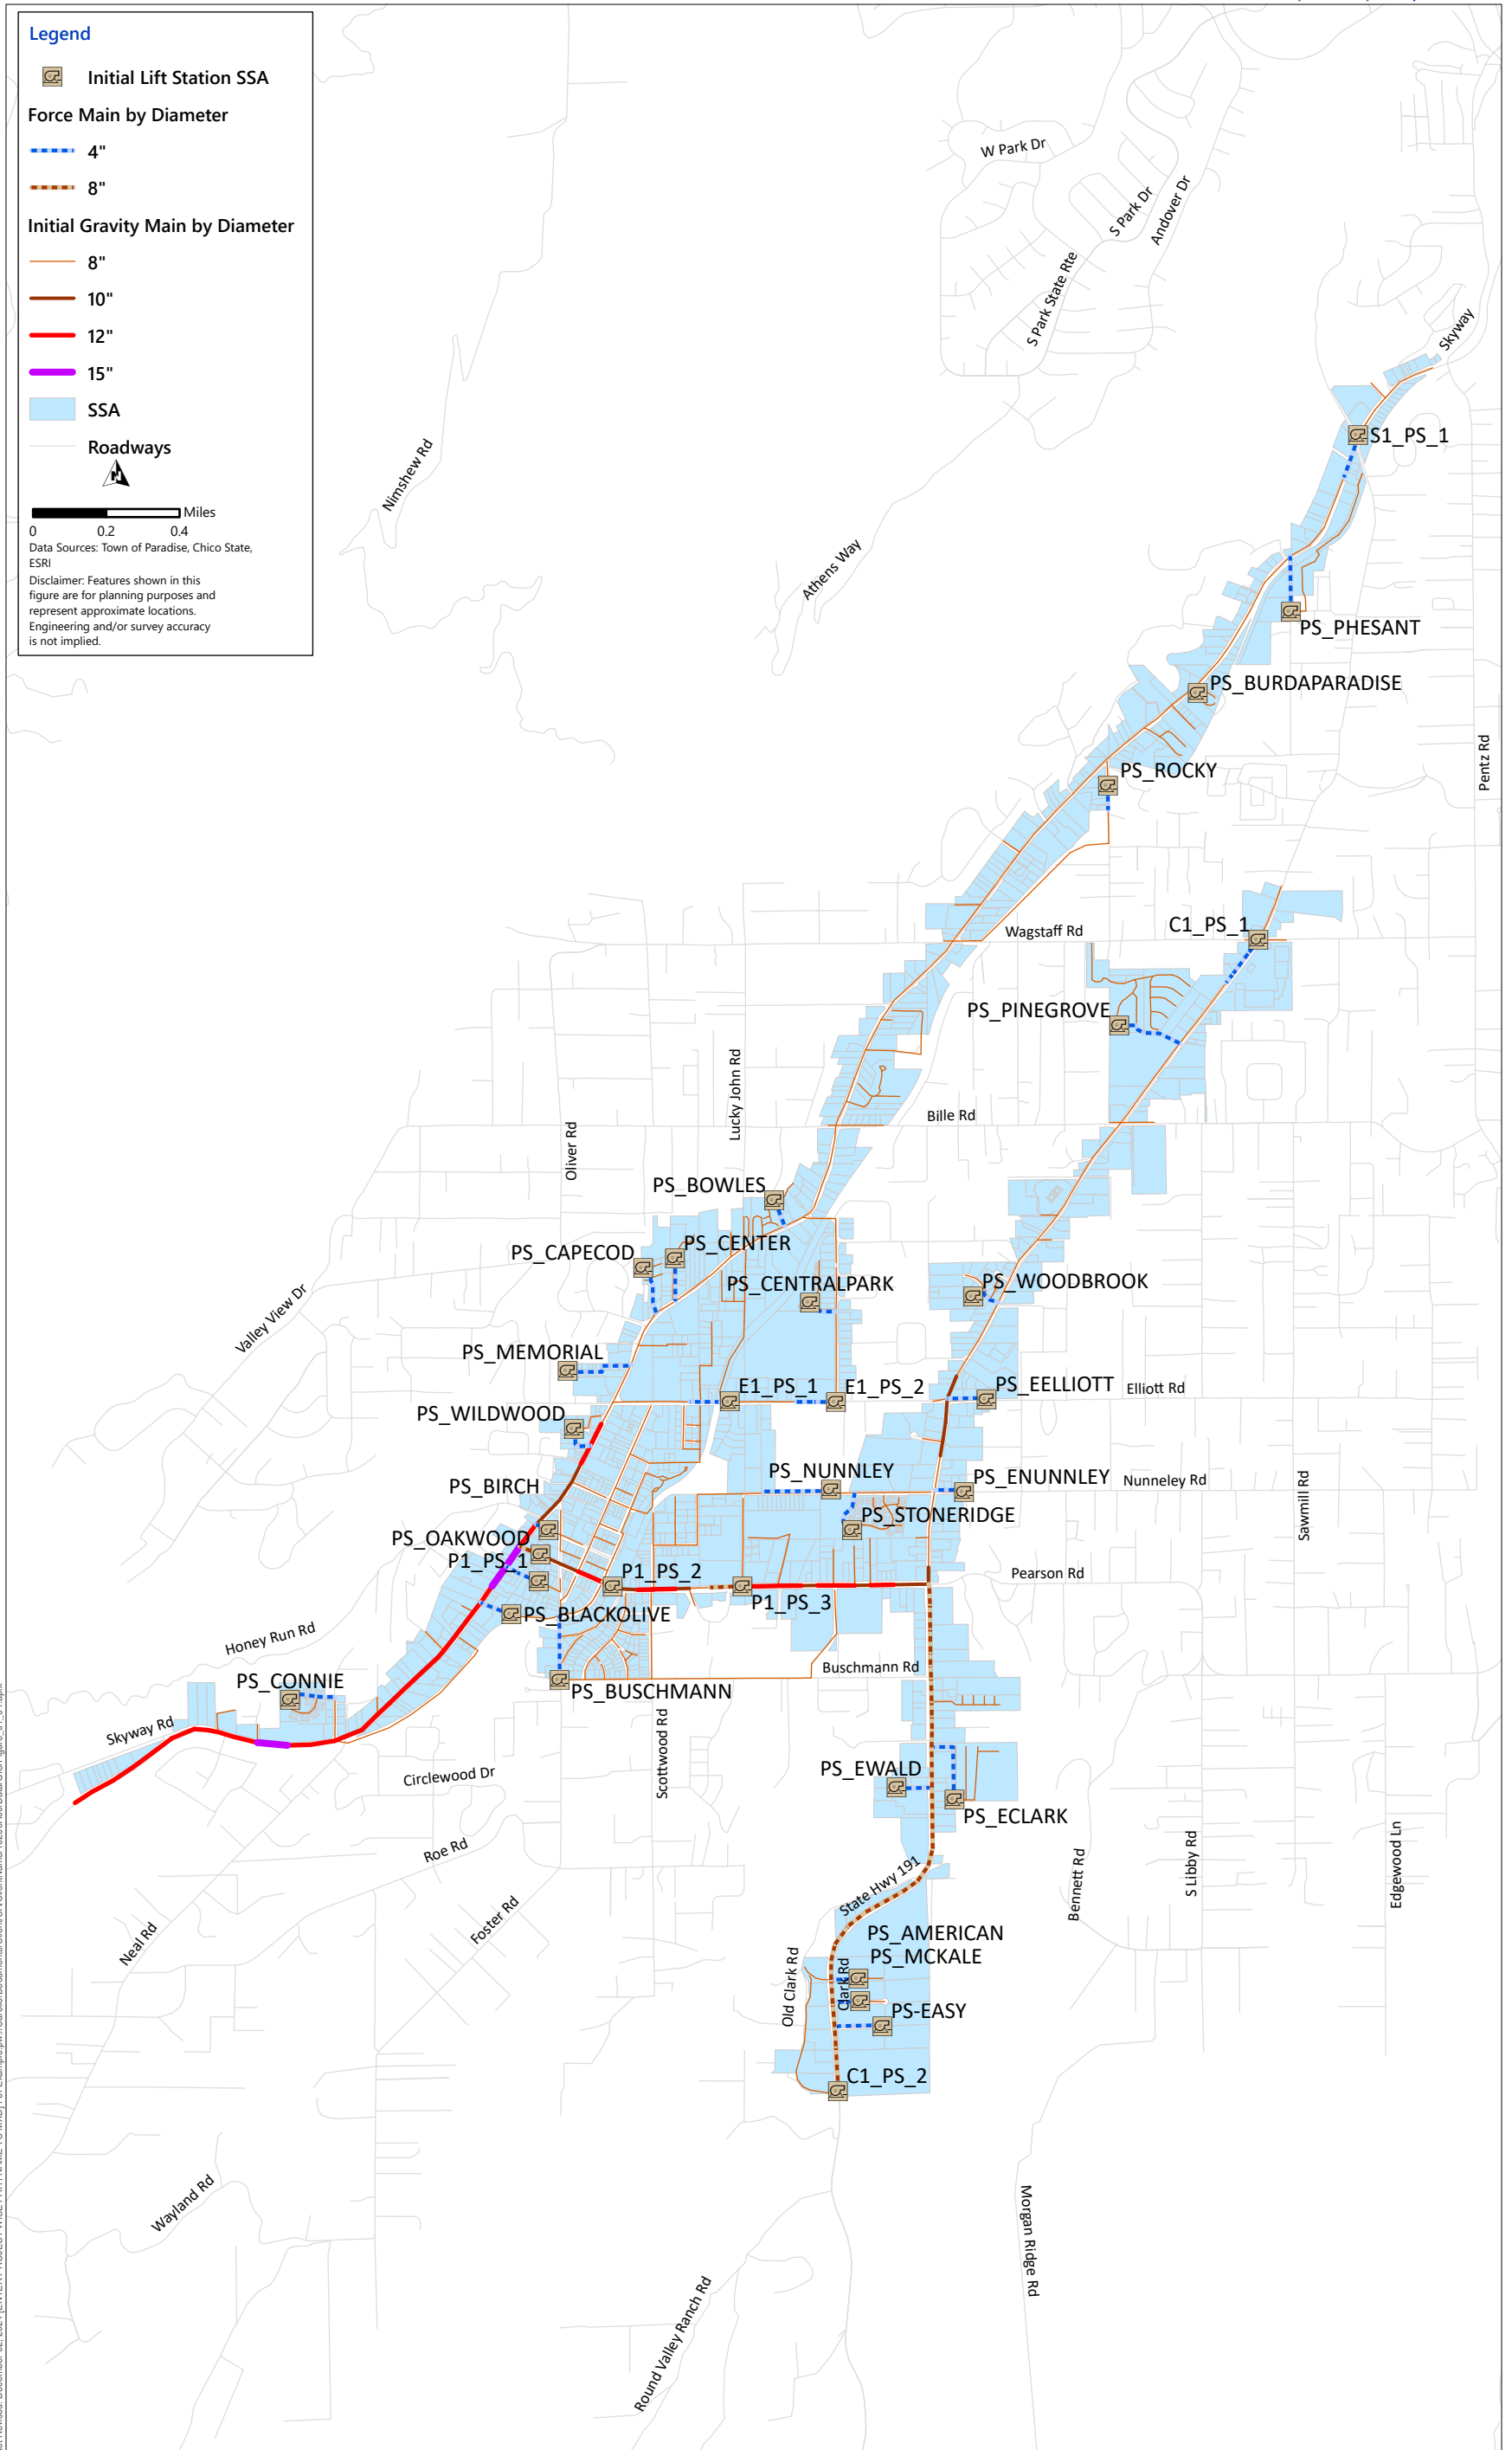 Legend
Initial Lift Station SSA
Force Main by Diameter
4"
8"
Initial Gravity Main by Diameter
8"
10"
12"
15"
SSA
Roadways
N
Miles
0 0.2 0.4
Data Sources: Town of Paradise, Chico State,
ESRI
Disclaimer: Features shown in this
figure are for planning purposes and
represent approximate locations.
Engineering and/or survey accuracy
is not implied.
W Park Dr
S Park Dr
Andover Dr
S Park State Rte
Skyway
S1_PS_1
Nimshew Rd
Athens Way
PS_PHESANT
PS_BURDAPARADISE
Pentz Rd
PS_ROCKY
C1_PS_1
Wagstaff Rd
PS_PINEGROVE
Lucky John Rd
Bille Rd
Oliver Rd
PS_BOWLES
PS_CENTER
PS_CAPECOD
PS_CENTRALPARK
PS_WOODBROOK
Valley View Dr
PS_MEMORIAL
E1_PS_1
E1_PS_2
PS_EELLIOTT
Elliott Rd
PS_WILDWOOD
PS_NUNNLEY
PS_ENUNNLEY
Nunneley Rd
PS_BIRCH
Sawmill Rd
PS_STONERIDGE
PS_OAKWOOD
P1_PS_1
P1_PS_2
P1_PS_3
Pearson Rd
PS_BLACKOLIVE
Honey Run Rd
Buschmann Rd
PS_CONNIE
PS_BUSCHMANN
Skyway Rd
Scottwood Rd
Circlewood Dr
PS_EWALD
PS_ECLARK
Roe Rd
State Hwy 191
Bennett Rd
S Libby Rd
Edgewood Ln
Foster Rd
Neal Rd
PS_AMERICAN
PS_MCKALE
Old Clark Rd
Clark Rd
PS-EASY
C1_PS_2
Wayland Rd
Morgan Ridge Rd
Round Valley Ranch Rd